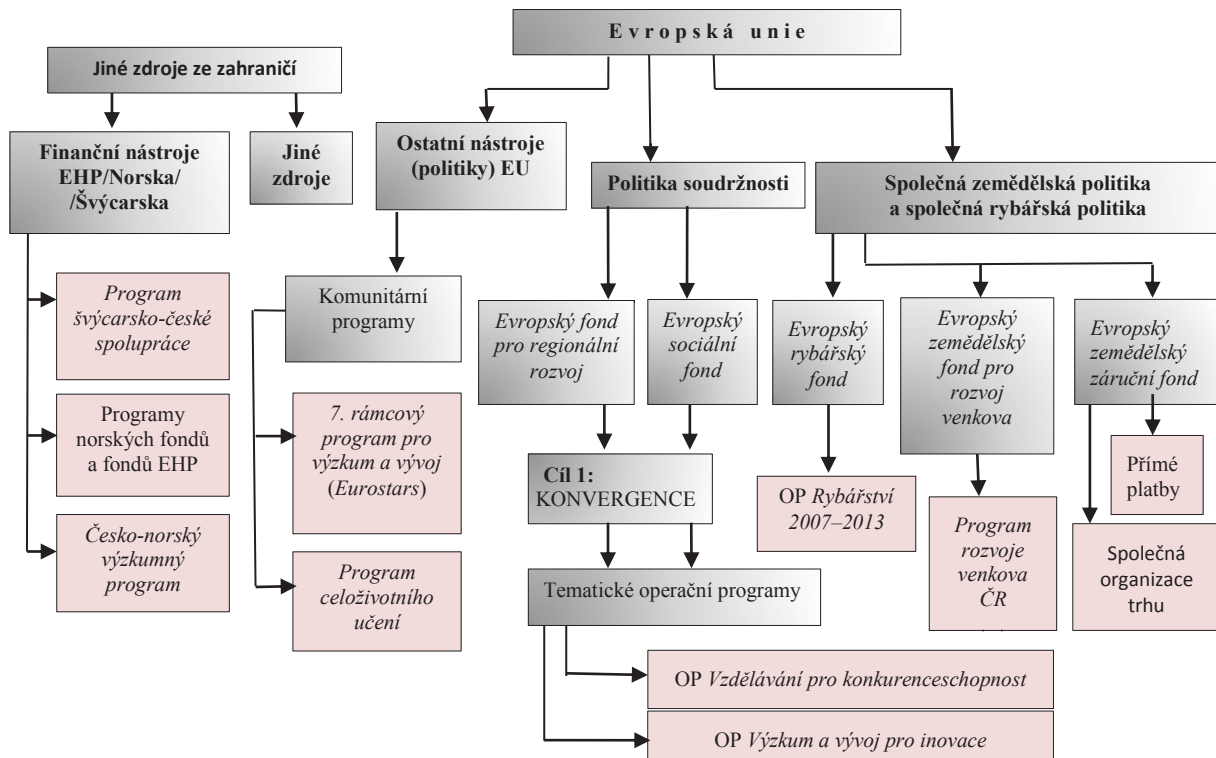 Evropská unie
Jiné zdroje ze zahraničí
Finanční nástroje
EHP/Norska/
/Švýcarska
Jiné
zdroje
Ostatní nástroje
(politiky) EU
Politika soudržnosti
Společná zemědělská politika
a společná rybářská politika
Program
švýcarsko-české
spolupráce
Programy
norských fondů
a fondů EHP
Česko-norský
výzkumný
program
Komunitární
programy
7. rámcový
program pro
výzkum a vývoj
(Eurostars)
Program
celoživotního
učení
Evropský fond
pro regionální
rozvoj
Evropský
sociální
fond
Cíl 1:
KONVERGENCE
Tematické operační programy
OP Vzdělávání pro konkurenceschopnost
OP Výzkum a vývoj pro inovace
Evropský
rybářský
fond
OP Rybářství
2007–2013
Evropský
zemědělský
fond pro
rozvoj
venkova
Program
rozvoje
venkova
ČR
Evropský
zemědělský
záruční fond
Přímé
platby
Společná
organizace
trhu